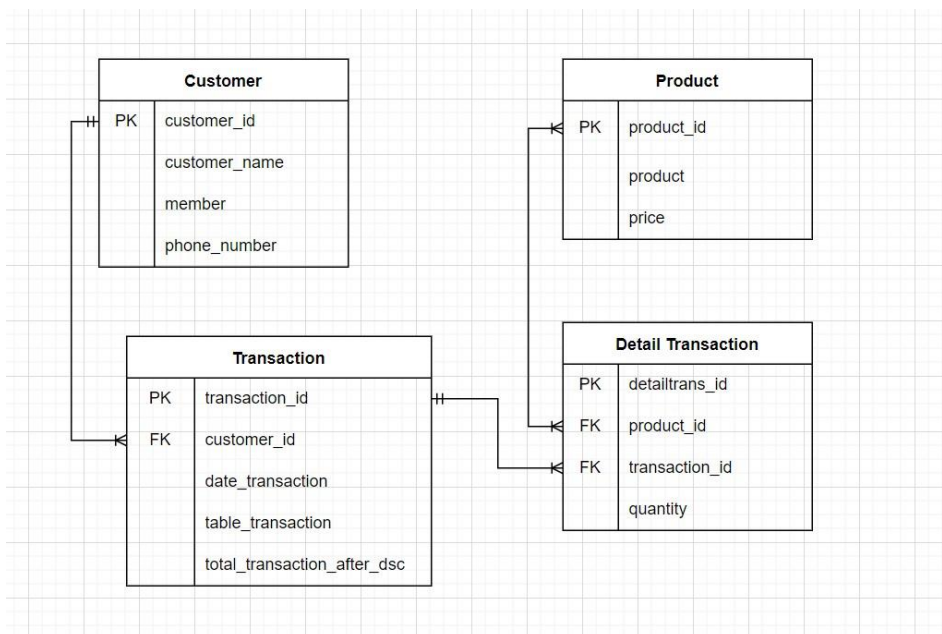 Customer
PK customer_id
customer_name
member
phone_number
Product
PK product_id
product
price
Transaction
PK transaction_id
FK customer_id
date_transaction
table_transaction
total_transaction_after_dsc
Detail Transaction
PK detailtrans_id
FK product_id
FK transaction_id
quantity